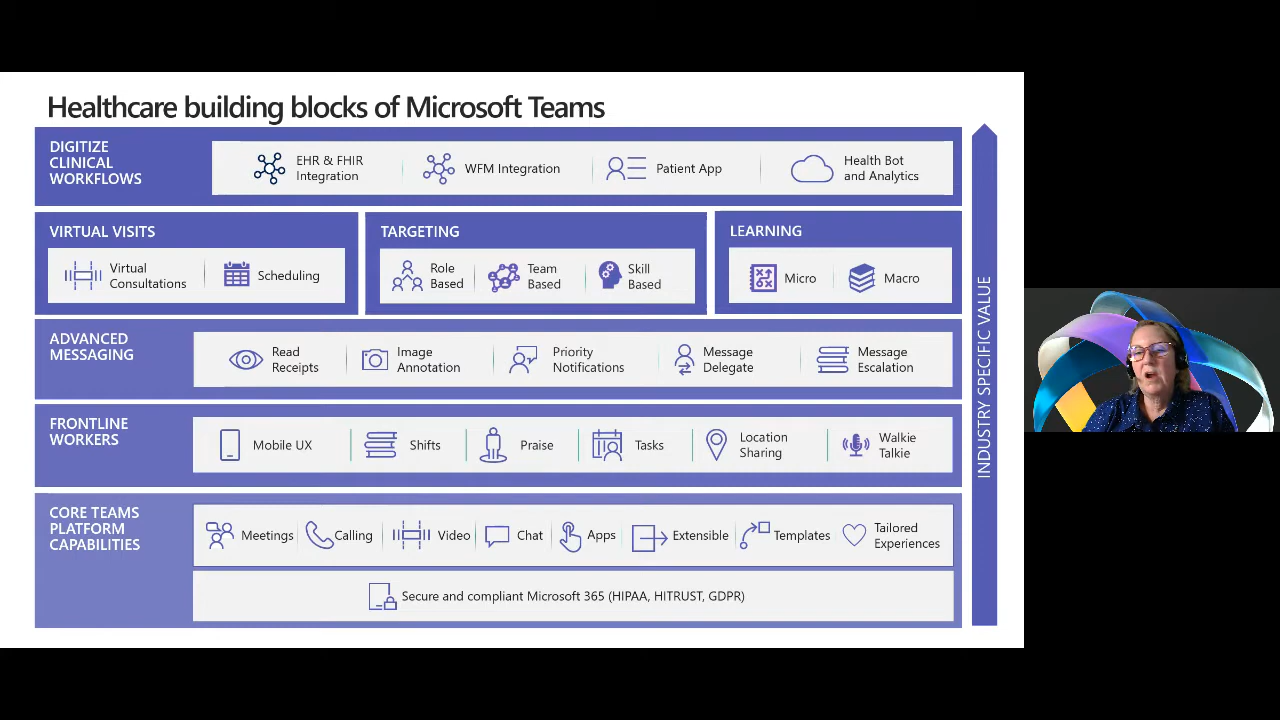 Healthcare building blocks of Microsoft Teams
DIGITIZE
CLINICAL
WORKFLOWS
EHR & FHIR
Integration
WFM Integration
Patient App
Health Bot
and Analytics
VIRTUAL VISITS
Virtual
Consultations
Scheduling
TARGETING
Role
Based
Team
Based
Skill
Based
LEARNING
Micro
Macro
ADVANCED
MESSAGING
Read
Receipts
Image
Annotation
Priority
Notifications
Message
Delegate
Message
Escalation
FRONTLINE
WORKERS
Mobile UX
Shifts
Praise
Tasks
Location
Sharing
Walkie
Talkie
CORE TEAMS
PLATFORM
CAPABILITIES
Meetings
Calling
Video
Chat
Apps
Extensible
Templates
Tailored
Experiences
Secure and compliant Microsoft 365 (HIPAA, HITRUST, GDPR)
INDUSTRY SPECIFIC VALUE